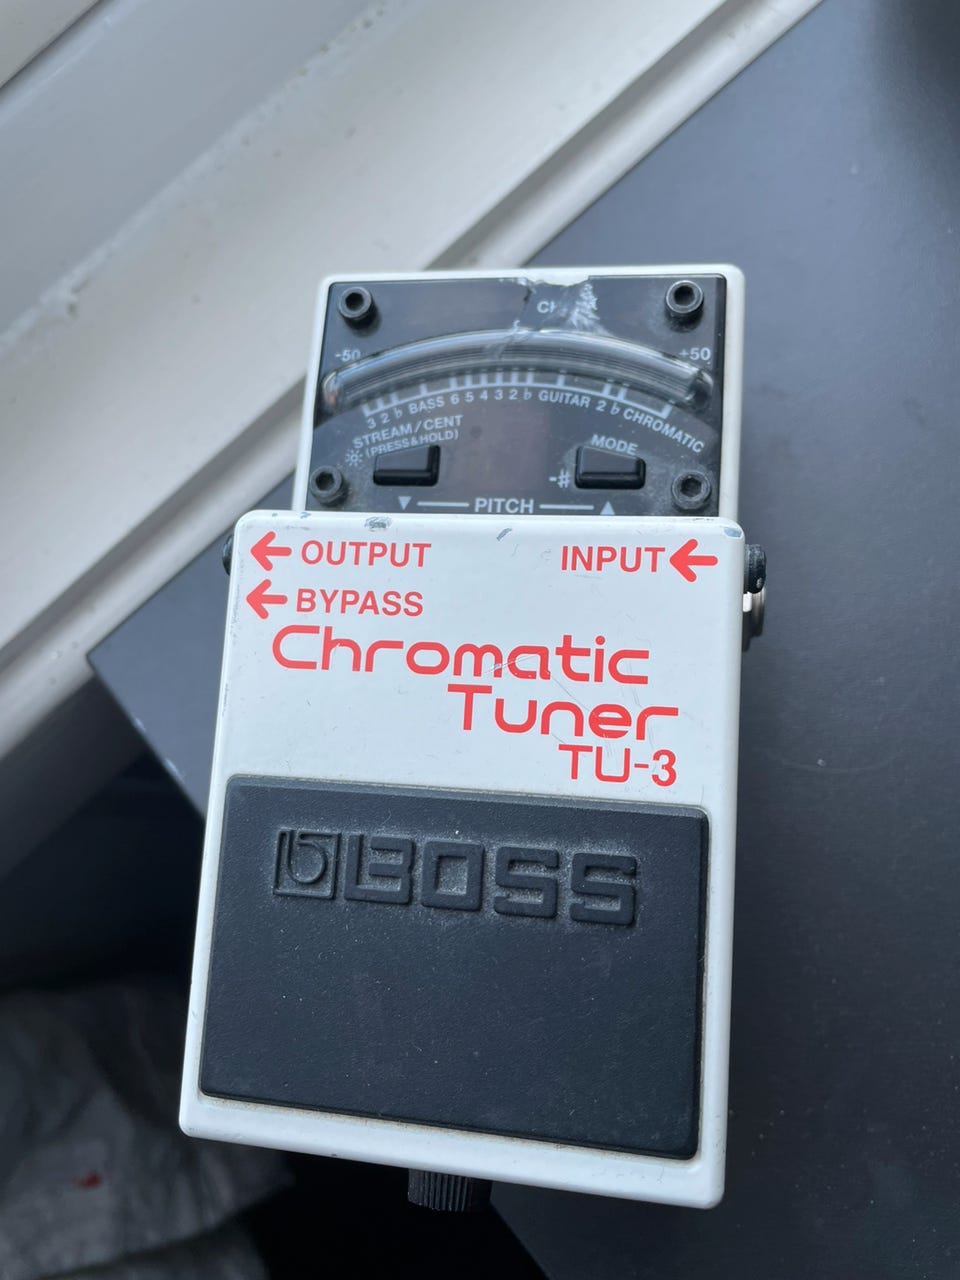 -50 +50
3 2 ♭ BASS 6 5 4 3 2 ♭ GUITAR 2 ♭ CHROMATIC
STREAM/CENT
(PRESS&HOLD)
MODE
-#
▼ — PITCH — ▲
← OUTPUT
INPUT ←
← BYPASS
Chromatic
Tuner
TU-3
BOSS